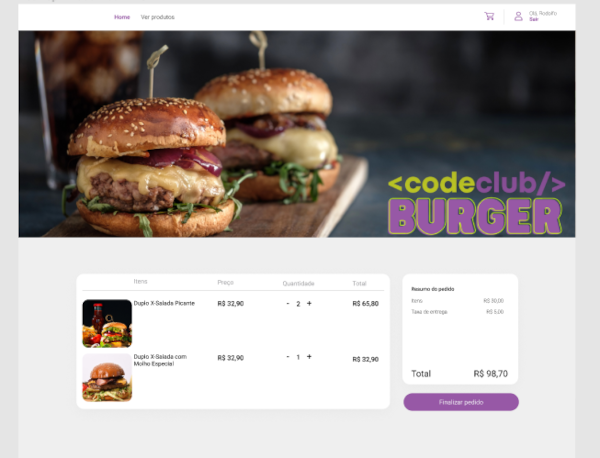 Home Ver produtos
Olá, Rodolfo
Sair
<codeclub/>
BURGER
Itens Preço Quantidade Total
Duplo X-Salada Picante R$ 32,90 - 2 + R$ 65,80
Duplo X-Salada com R$ 32,90 - 1 + R$ 32,90
Molho Especial
Resumo do pedido
Itens R$ 30,00
Taxa de entrega R$ 5,00
Total R$ 98,70
Finalizar pedido